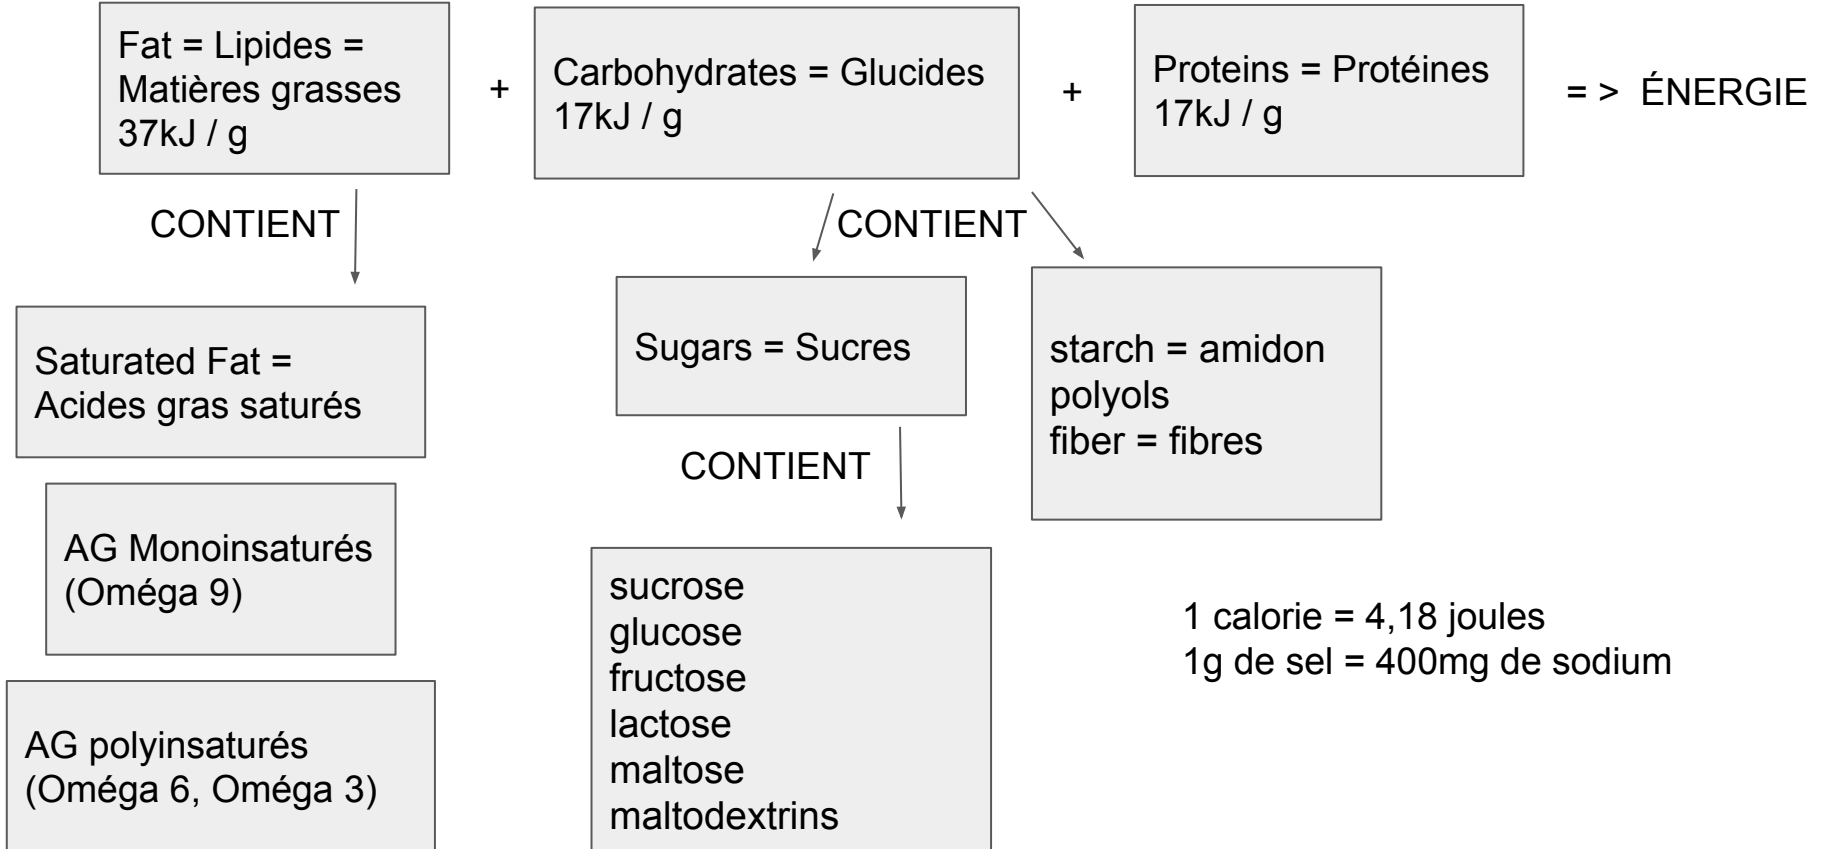 Fat = Lipides =
Matières grasses
37kJ / g
+
Carbohydrates = Glucides
17kJ / g
+
Proteins = Protéines
17kJ / g
= > ÉNERGIE
CONTIENT
CONTIENT
Saturated Fat =
Acides gras saturés
Sugars = Sucres
starch = amidon
polyols
fiber = fibres
CONTIENT
AG Monoinsaturés
(Oméga 9)
AG polyinsaturés
(Oméga 6, Oméga 3)
sucrose
glucose
fructose
lactose
maltose
maltodextrins
1 calorie = 4,18 joules
1g de sel = 400mg de sodium